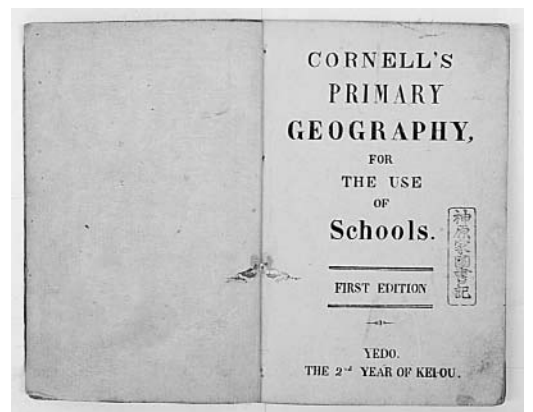 CORNELL'S
PRIMARY
GEOGRAPHY,
FOR
THE USE
OF
Schools.
FIRST EDITION
YEDO.
THE 2nd YEAR OF KEI-OU.